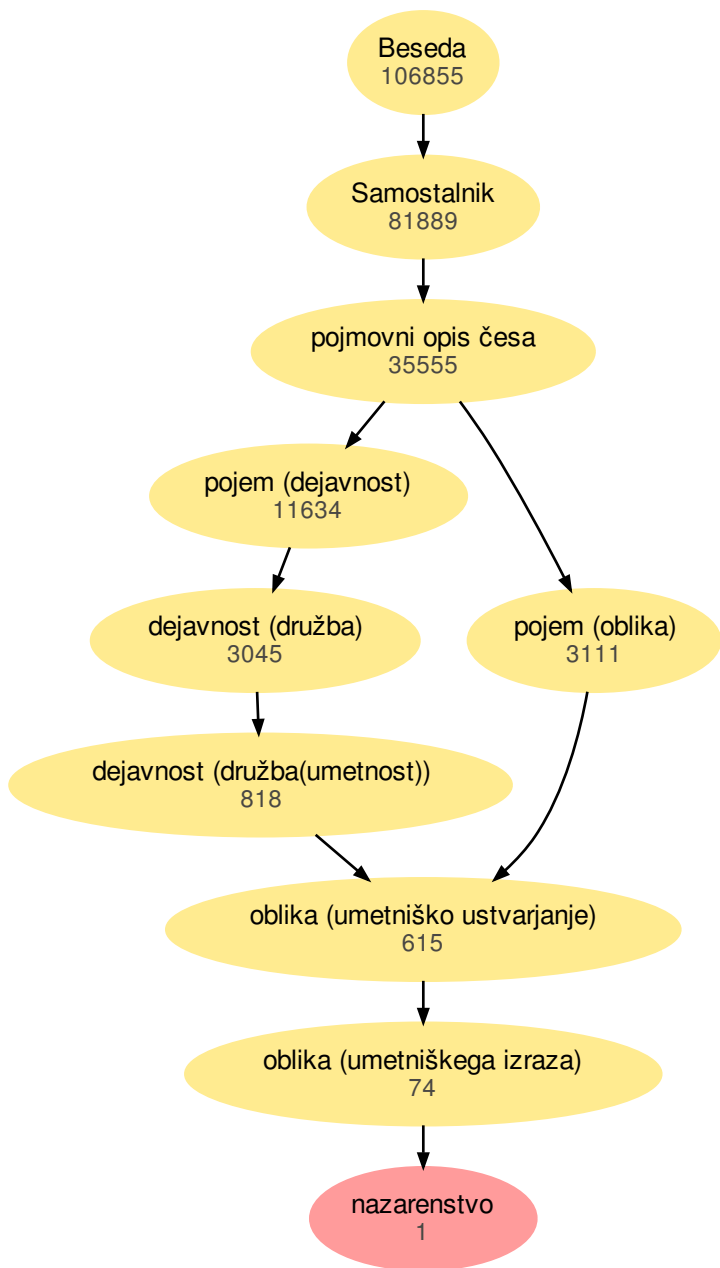 Beseda
106855
Samostalnik
81889
pojmovni opis česa
35555
pojem (dejavnost)
11634
dejavnost (družba)
3045
pojem (oblika)
3111
dejavnost (družba(umetnost))
818
oblika (umetniško ustvarjanje)
615
oblika (umetniškega izraza)
74
nazarenstvo
1